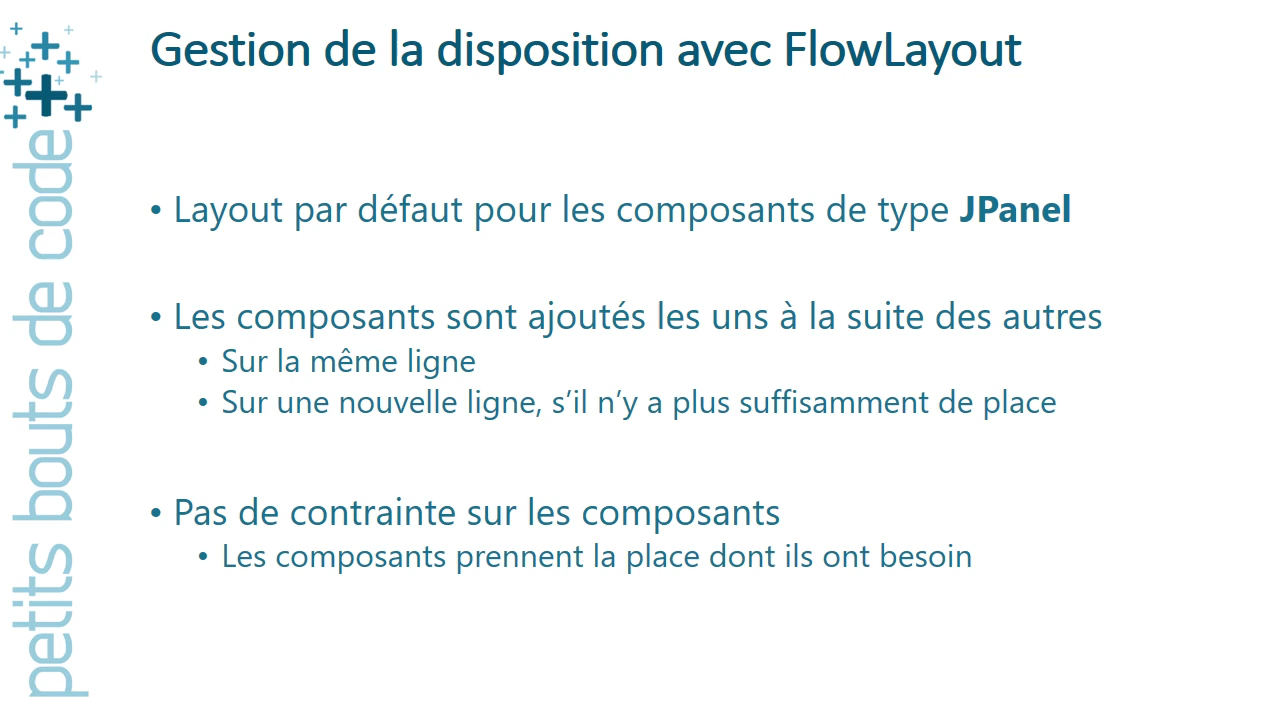 Gestion de la disposition avec FlowLayout
• Layout par défaut pour les composants de type JPanel
• Les composants sont ajoutés les uns à la suite des autres
• Sur la même ligne
• Sur une nouvelle ligne, s’il n’y a plus suffisamment de place
• Pas de contrainte sur les composants
• Les composants prennent la place dont ils ont besoin
petits bouts de code